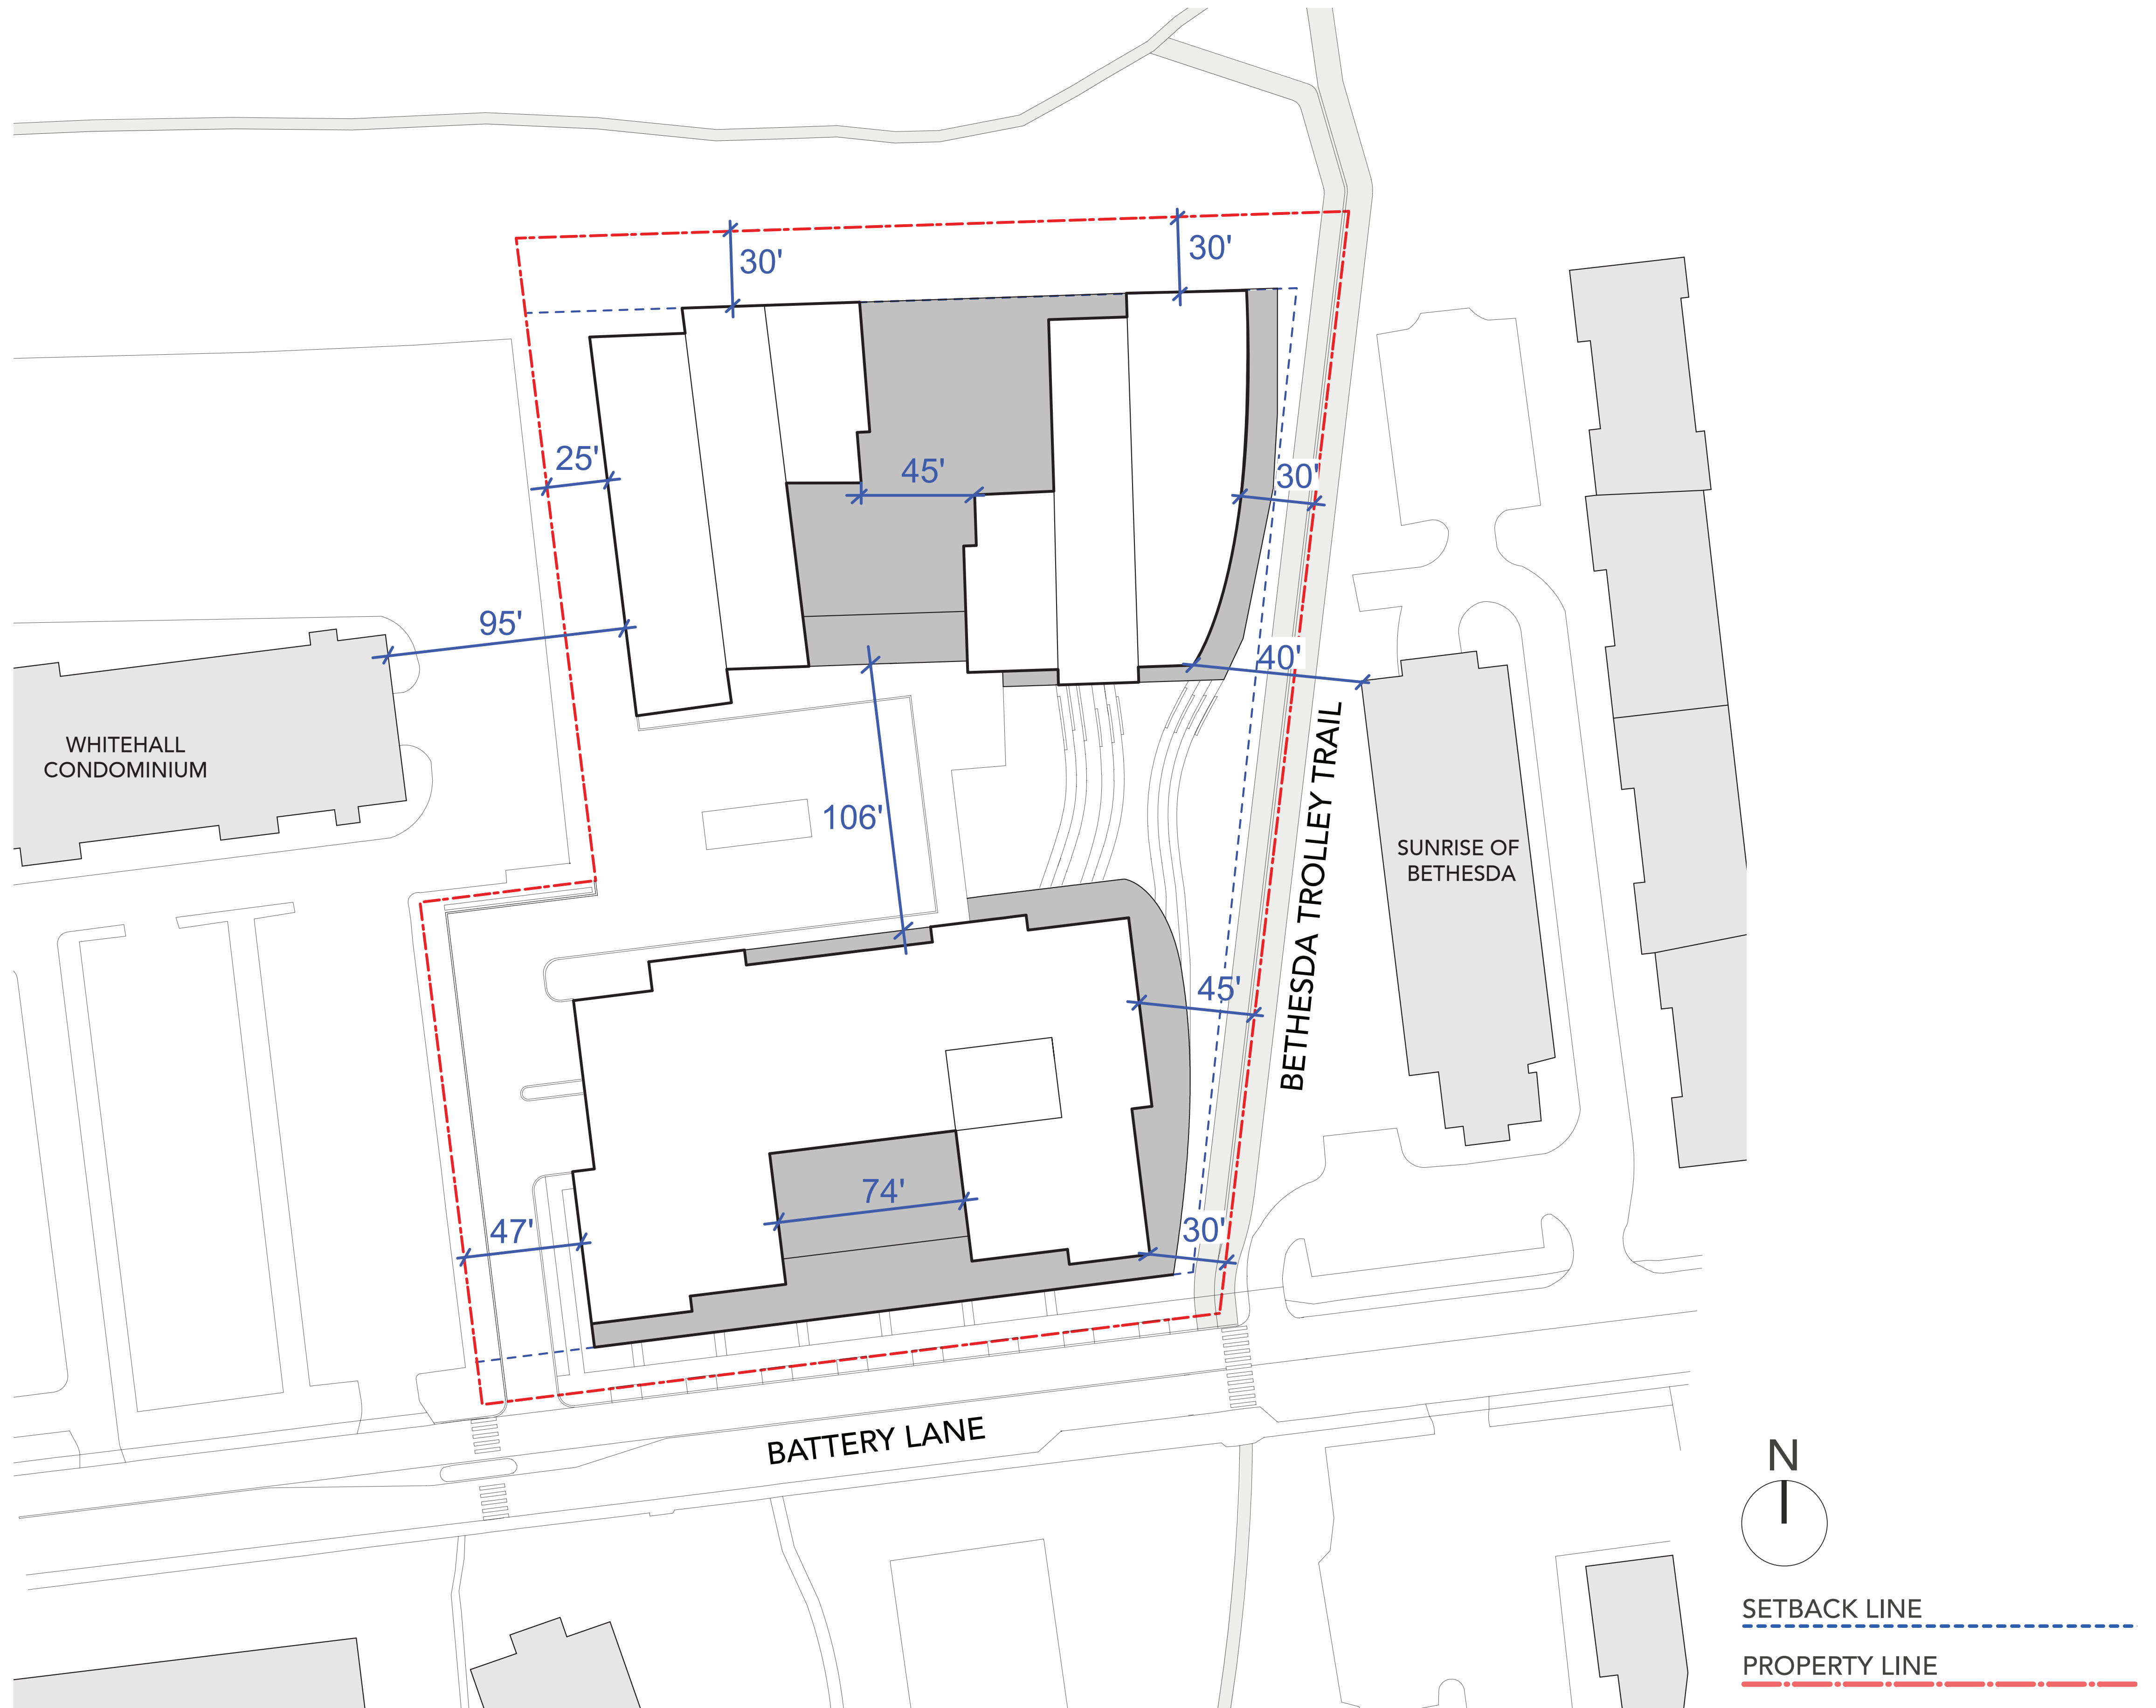 30'
30'
25'
45'
30'
95'
40'
WHITEHALL
CONDOMINIUM
106'
BETHESDA TROLLEY TRAIL
SUNRISE OF
BETHESDA
45'
74'
47'
30'
BATTERY LANE
N
SETBACK LINE
PROPERTY LINE